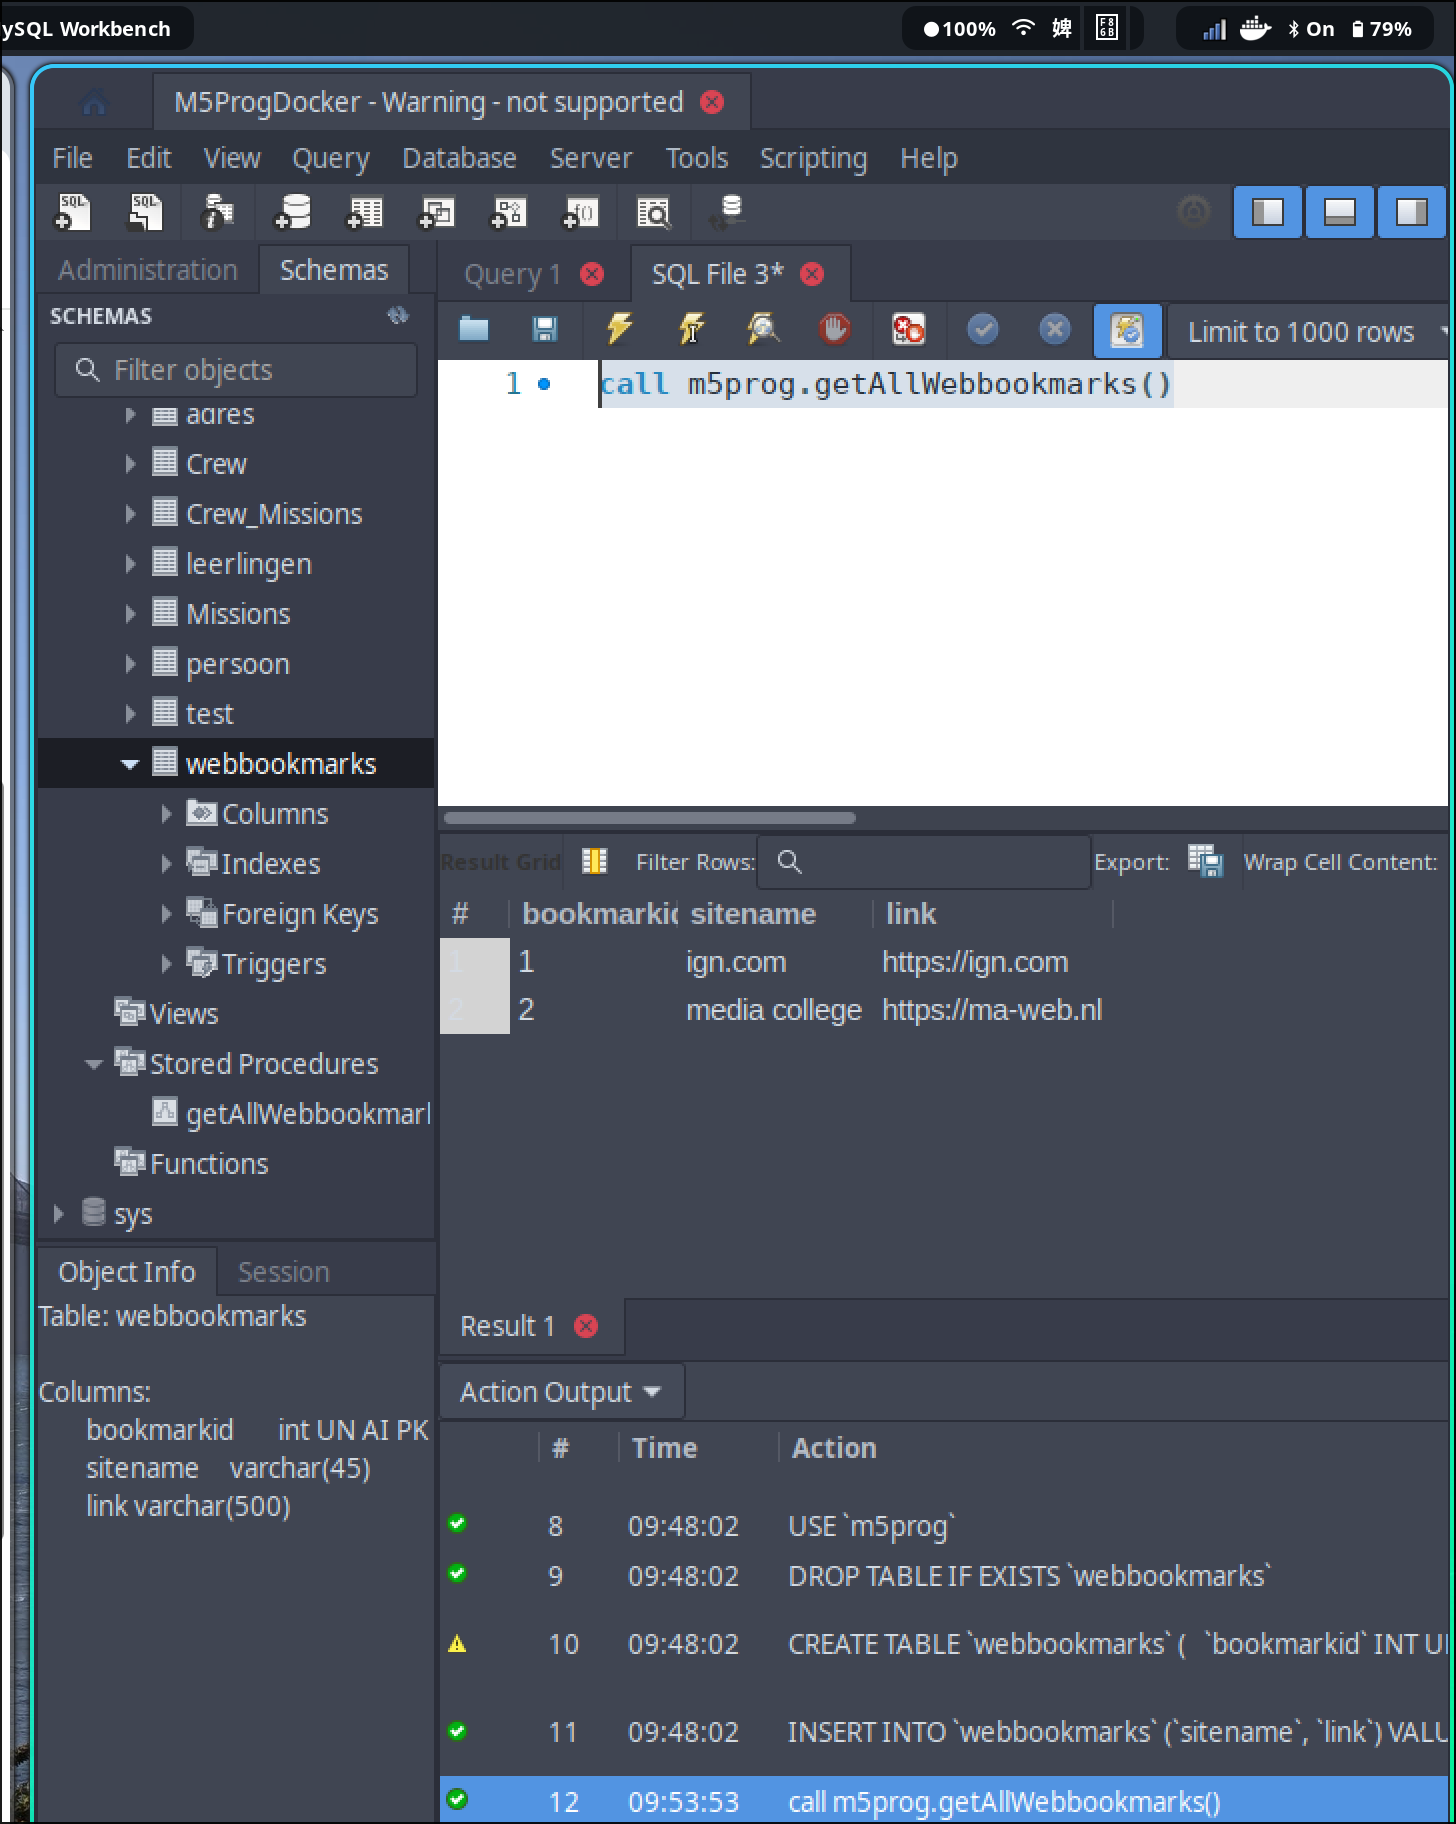 ySQL Workbench
100%
婢
F8
6B
On
79%
M5ProgDocker - Warning - not supported
File Edit View Query Database Server Tools Scripting Help
Administration Schemas
SCHEMAS
Filter objects
adres
Crew
Crew_Missions
leerlingen
Missions
persoon
test
webbookmarks
Columns
Indexes
Foreign Keys
Triggers
Views
Stored Procedures
getAllWebbookmarl
Functions
sys
Object Info Session
Table: webbookmarks
Columns:
bookmarkid int UN AI PK
sitename varchar(45)
link varchar(500)
Query 1 SQL File 3*
Limit to 1000 rows
1 call m5prog.getAllWebbookmarks()
Result Grid Filter Rows: Export: Wrap Cell Content:
# bookmarkid sitename link
1 1 ign.com https://ign.com
2 2 media college https://ma-web.nl
Result 1
Action Output
# Time Action
8 09:48:02 USE `m5prog`
9 09:48:02 DROP TABLE IF EXISTS `webbookmarks`
10 09:48:02 CREATE TABLE `webbookmarks` ( `bookmarkid` INT U
11 09:48:02 INSERT INTO `webbookmarks` (`sitename`, `link`) VALU
12 09:53:53 call m5prog.getAllWebbookmarks()